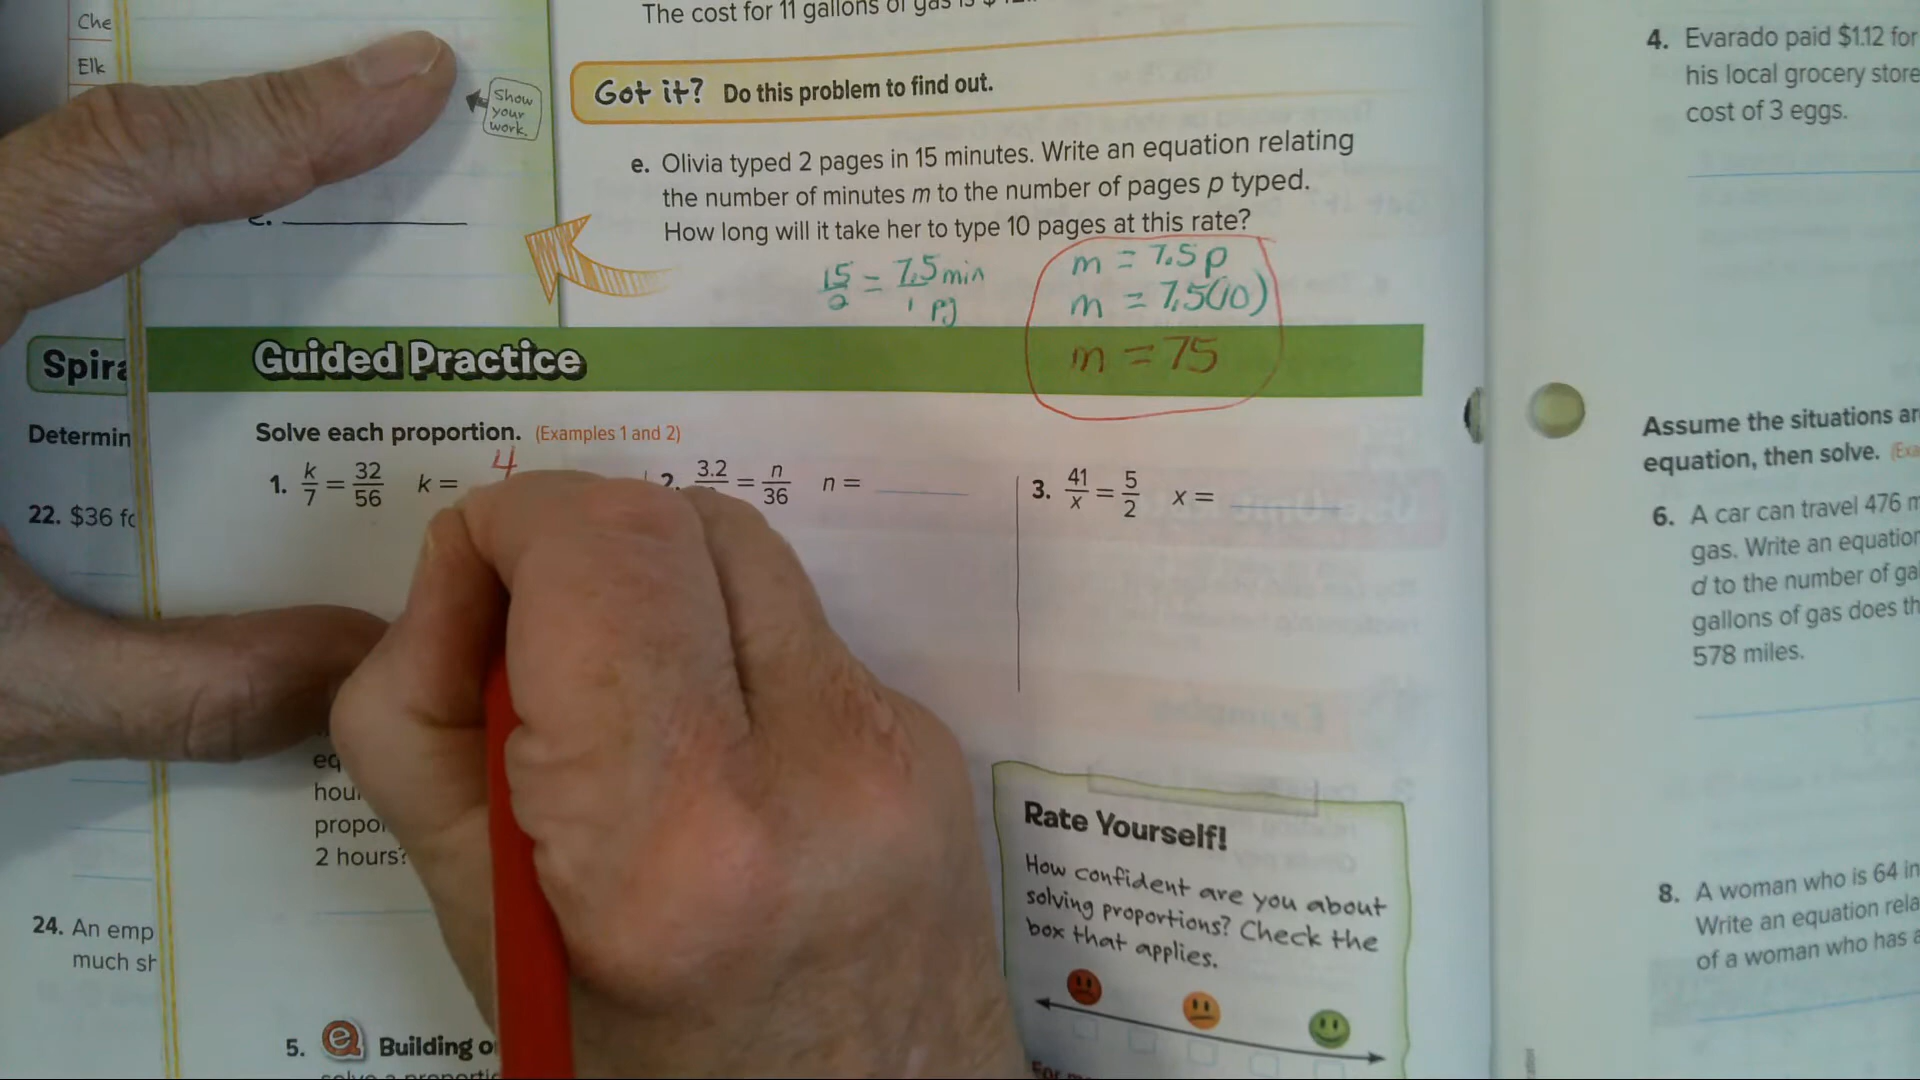 Che
Elk
Show
your
work.
The cost for 11 gallons of gas is $
Got it? Do this problem to find out.
e. Olivia typed 2 pages in 15 minutes. Write an equation relating
the number of minutes m to the number of pages p typed.
How long will it take her to type 10 pages at this rate?
15/2 = 7.5 min/1 pg
m = 7.5p
m = 7.5(10)
m = 75
Guided Practice
Solve each proportion. (Examples 1 and 2)
1. k/7 = 32/56 k = 4
2. 3.2/ = n/36 n =
3. 41/x = 5/2 x =
eq
hour
propor
2 hours?
5. e Building o
Rate Yourself!
How confident are you about
solving proportions? Check the
box that applies.
Spira
Determin
22. $36 fo
24. An emp
much sh
4. Evarado paid $1.12 for
his local grocery store
cost of 3 eggs.
Assume the situations ar
equation, then solve. (Exa
6. A car can travel 476 m
gas. Write an equation
d to the number of ga
gallons of gas does th
578 miles.
8. A woman who is 64 in
Write an equation rela
of a woman who has a